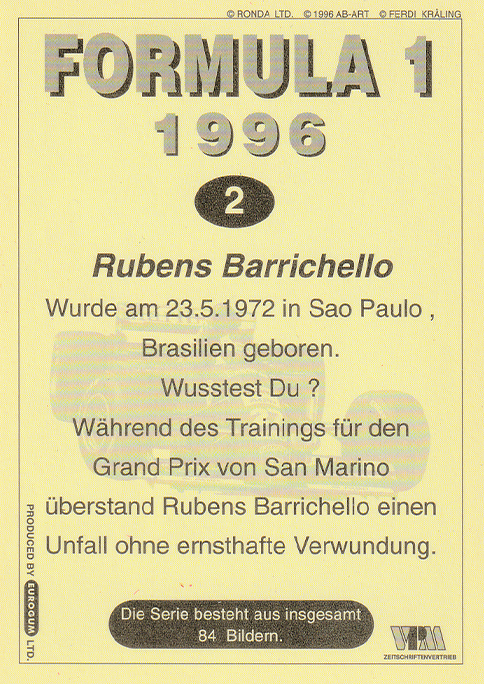 © RONDA LTD. © 1996 AB-ART © FERDI KRÄLING
FORMULA 1
1996
2
Rubens Barrichello
Wurde am 23.5.1972 in Sao Paulo ,
Brasilien geboren.
Wusstest Du ?
Während des Trainings für den
Grand Prix von San Marino
überstand Rubens Barrichello einen
Unfall ohne ernsthafte Verwundung.
PRODUCED BY EUROGUM LTD.
Die Serie besteht aus insgesamt
84 Bildern.
VPM
ZEITSCHRIFTENVERTRIEB